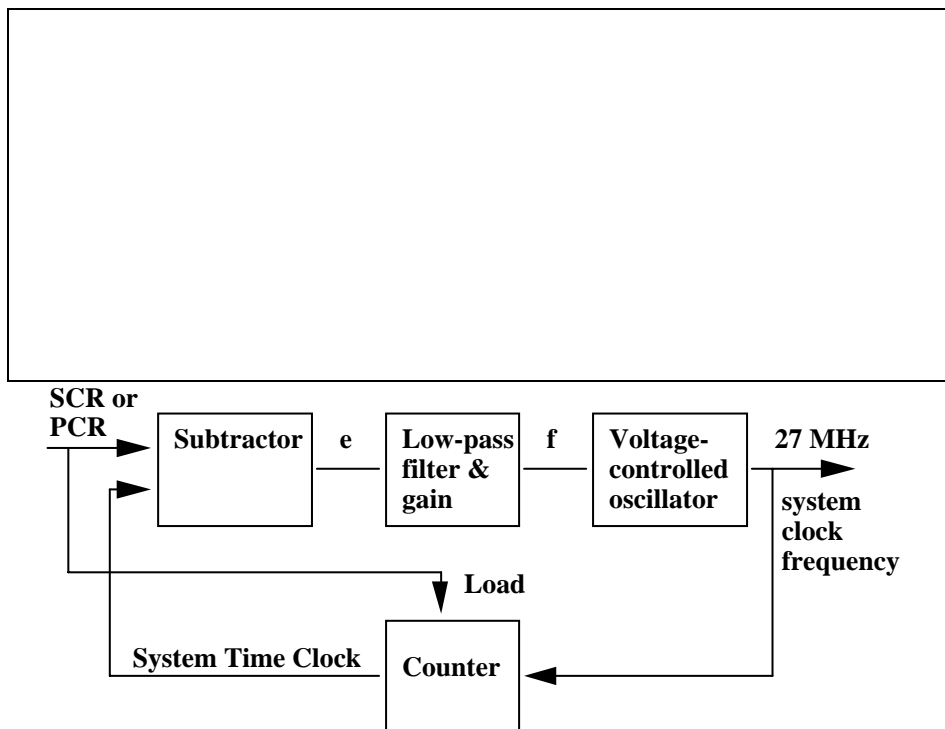 SCR or
PCR
Subtractor
e
Low-pass
filter &
gain
f
Voltage-
controlled
oscillator
27 MHz
system
clock
frequency
Load
System Time Clock
Counter